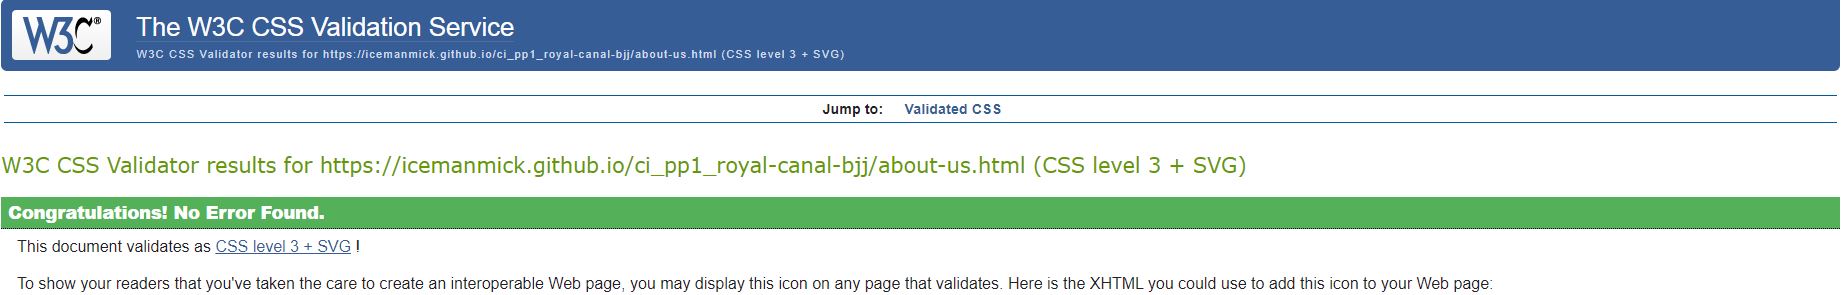 W3C® The W3C CSS Validation Service
W3C CSS Validator results for https://icemanmick.github.io/ci_pp1_royal-canal-bjj/about-us.html (CSS level 3 + SVG)
Jump to: Validated CSS
W3C CSS Validator results for https://icemanmick.github.io/ci_pp1_royal-canal-bjj/about-us.html (CSS level 3 + SVG)
Congratulations! No Error Found.
This document validates as CSS level 3 + SVG !
To show your readers that you've taken the care to create an interoperable Web page, you may display this icon on any page that validates. Here is the XHTML you could use to add this icon to your Web page: